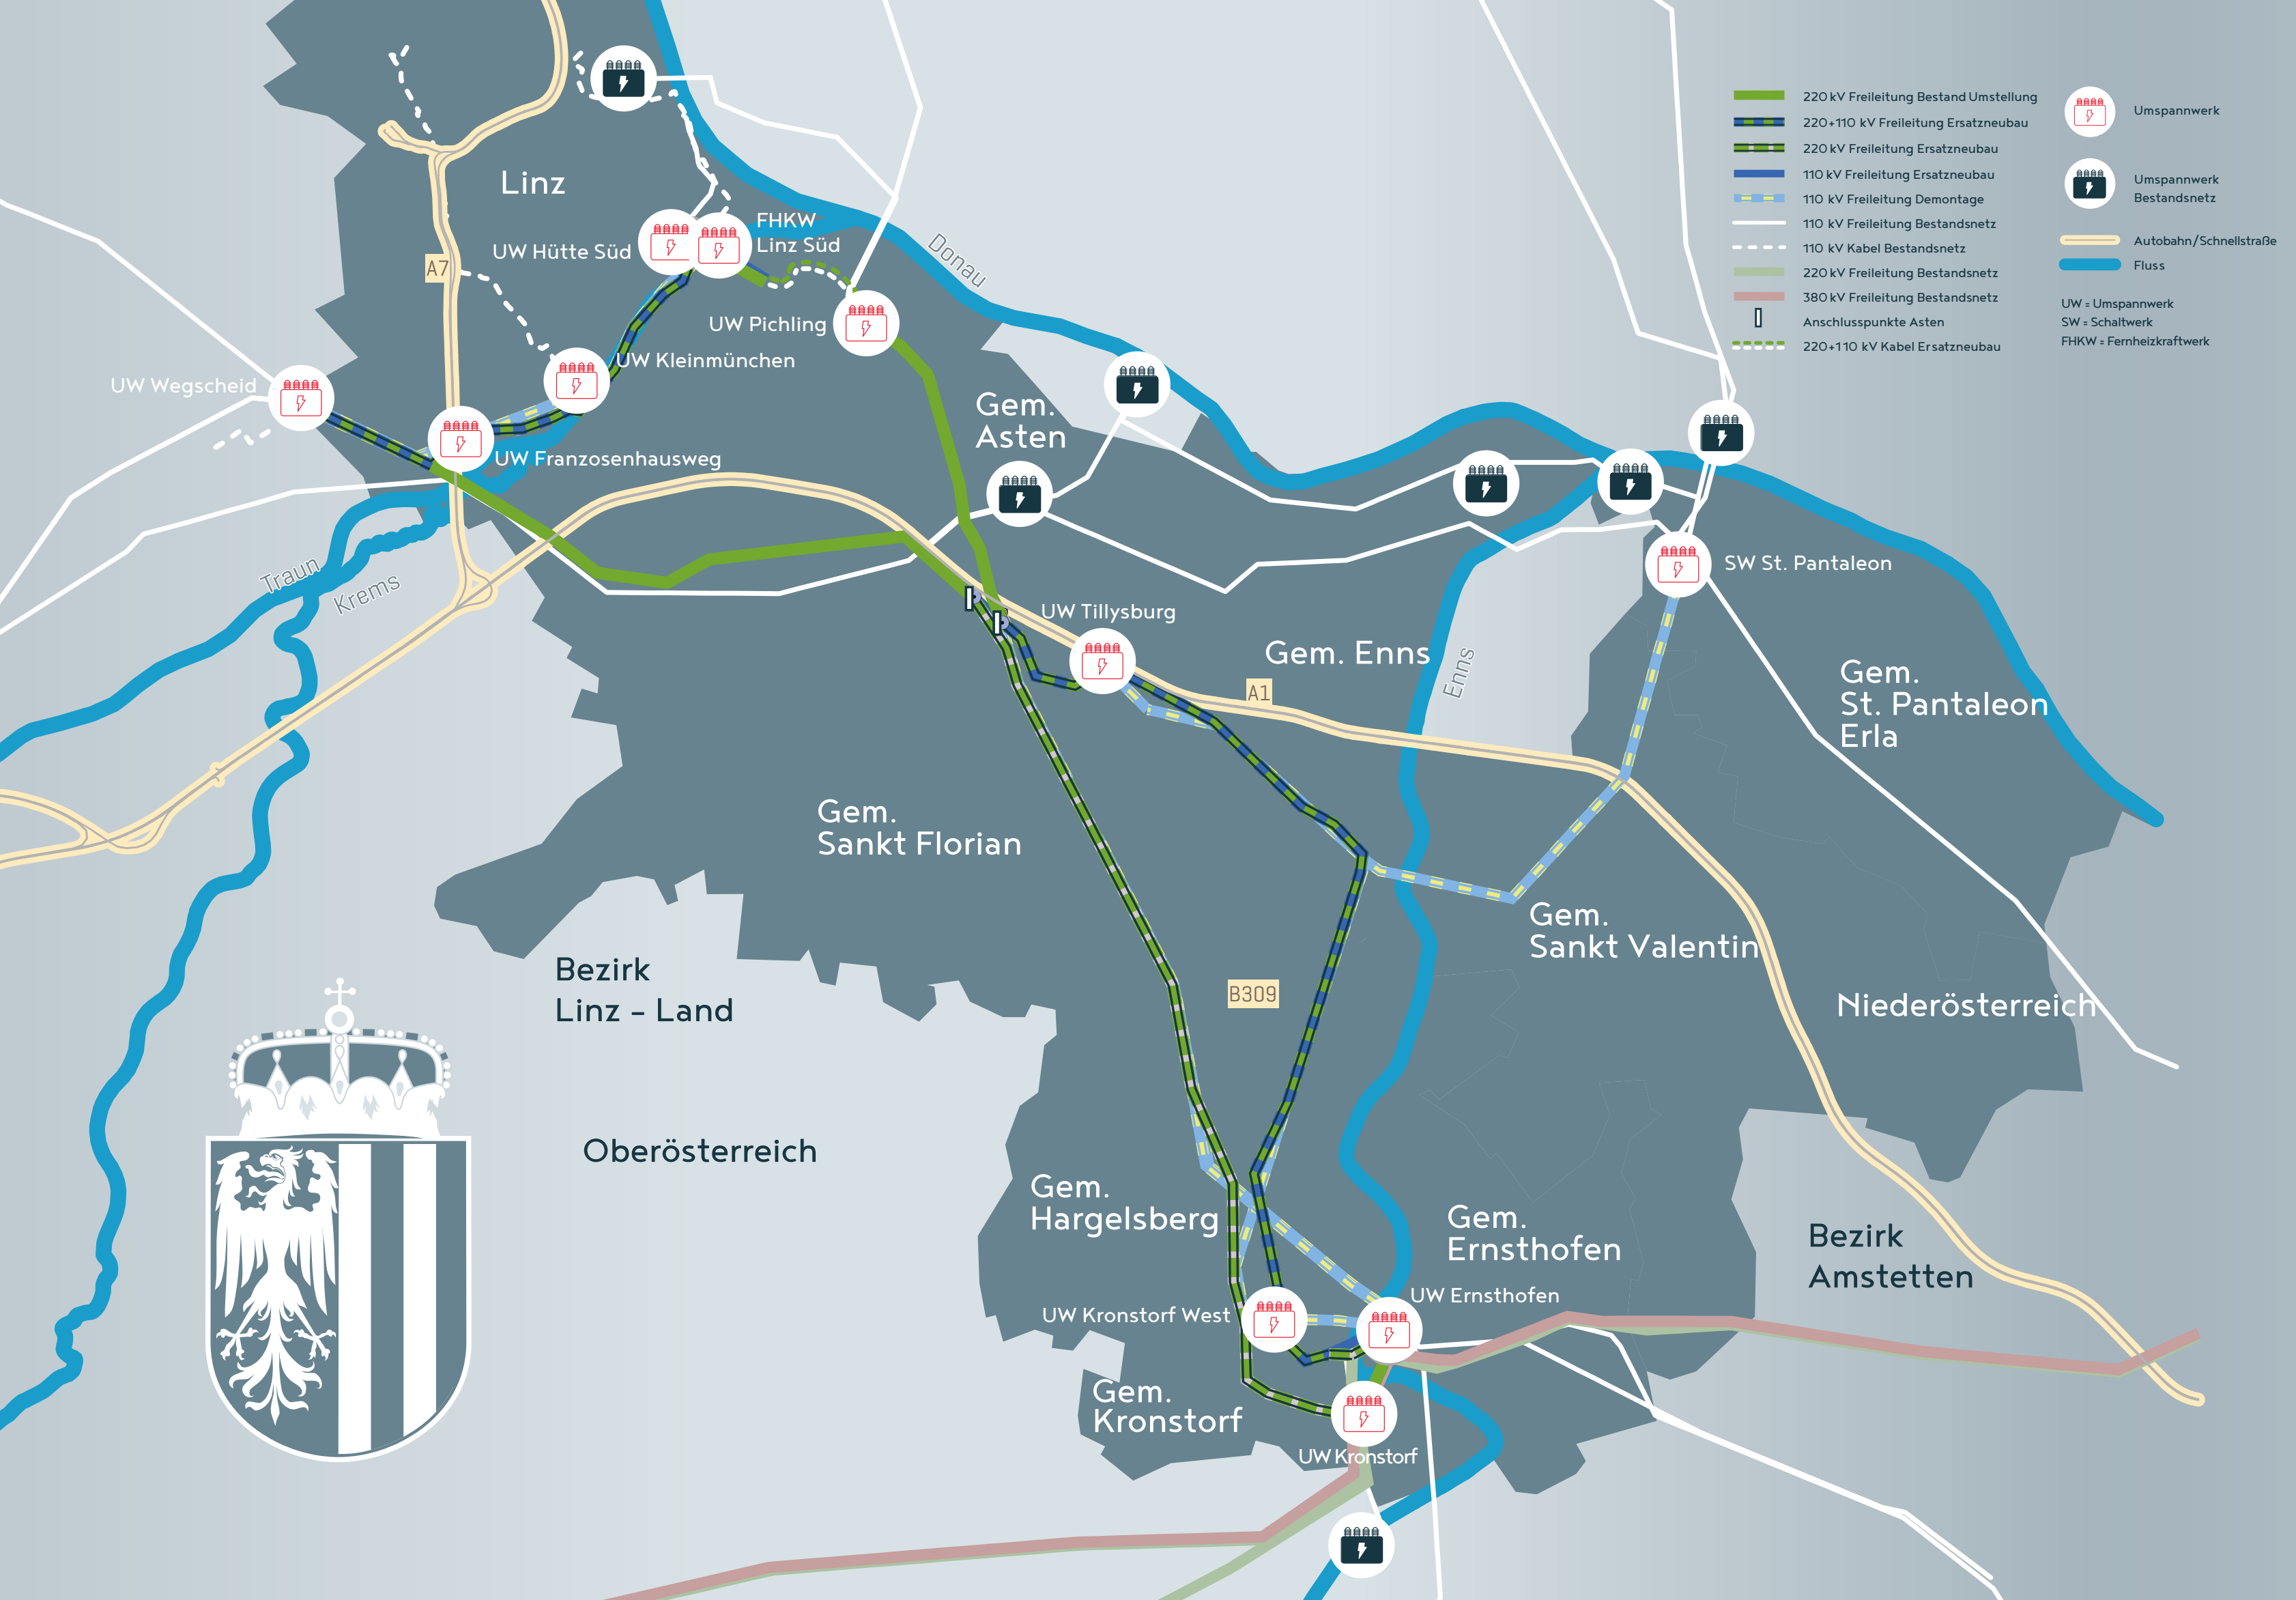 220 kV Freileitung Bestand Umstellung
220+110 kV Freileitung Ersatzneubau
220 kV Freileitung Ersatzneubau
110 kV Freileitung Ersatzneubau
110 kV Freileitung Demontage
110 kV Freileitung Bestandsnetz
110 kV Kabel Bestandsnetz
220 kV Freileitung Bestandsnetz
380 kV Freileitung Bestandsnetz
Anschlusspunkte Asten
220+110 kV Kabel Ersatzneubau
Umspannwerk
Umspannwerk
Bestandsnetz
Autobahn/Schnellstraße
Fluss
UW = Umspannwerk
SW = Schaltwerk
FHKW = Fernheizkraftwerk
Linz
FHKW
Linz Süd
UW Hütte Süd
Donau
A7
UW Pichling
UW Kleinmünchen
UW Wegscheid
Gem.
Asten
UW Franzosenhausweg
SW St. Pantaleon
Traun
Krems
UW Tillysburg
Gem. Enns
Enns
A1
Gem.
St. Pantaleon
Erla
Gem.
Sankt Florian
Gem.
Sankt Valentin
Bezirk
Linz - Land
B309
Niederösterreich
Oberösterreich
Gem.
Hargelsberg
Gem.
Ernsthofen
Bezirk
Amstetten
UW Ernsthofen
UW Kronstorf West
Gem.
Kronstorf
UW Kronstorf